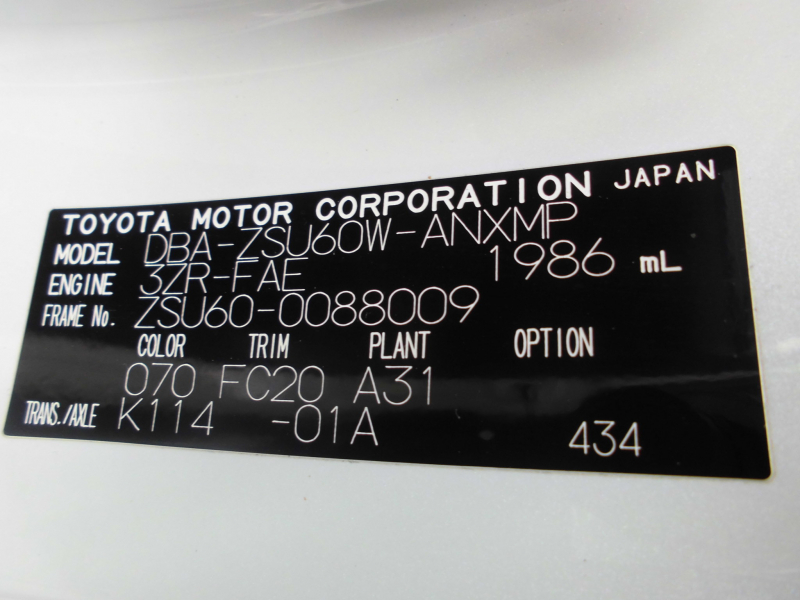 TOYOTA MOTOR CORPORATION JAPAN
MODEL DBA-ZSU60W-ANXMP
ENGINE 3ZR-FAE 1986 mL
FRAME No. ZSU60-0088009
COLOR TRIM PLANT OPTION
070 FC20 A31
TRANS./AXLE K114 -01A 434